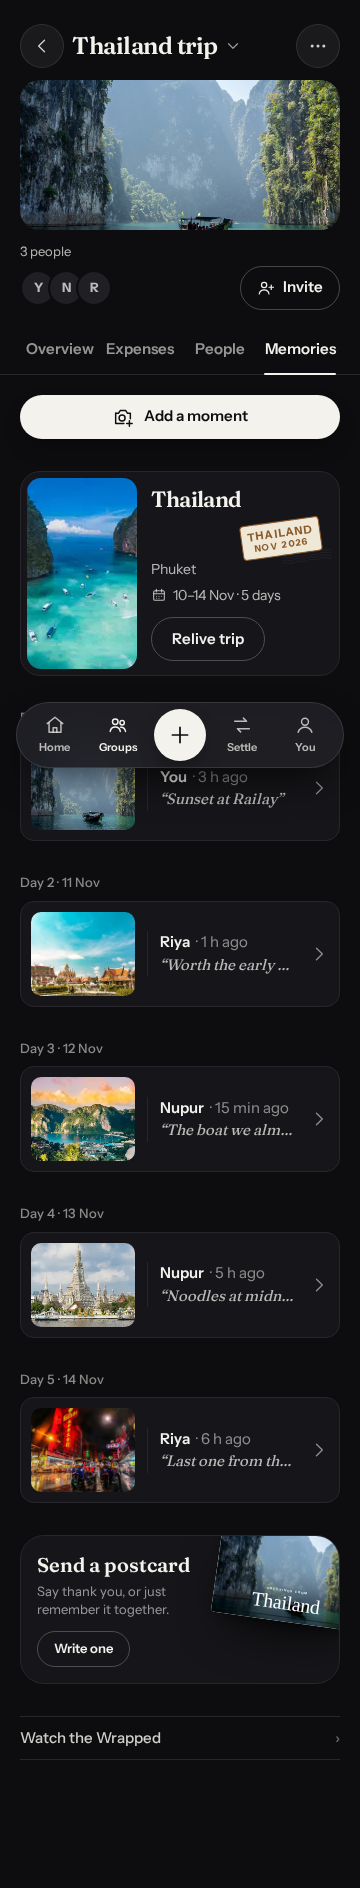 Thailand trip
3 people
Y N R
Invite
Overview Expenses People Memories
Add a moment
Thailand
THAILAND
NOV 2026
Phuket
10–14 Nov · 5 days
Relive trip
Home Groups Settle You
You · 3 h ago
“Sunset at Railay”
Day 2 · 11 Nov
Riya · 1 h ago
“Worth the early ...
Day 3 · 12 Nov
Nupur · 15 min ago
“The boat we alm...
Day 4 · 13 Nov
Nupur · 5 h ago
“Noodles at midn...
Day 5 · 14 Nov
Riya · 6 h ago
“Last one from th...
Send a postcard
Say thank you, or just
remember it together.
GREETINGS FROM
Thailand
Write one
Watch the Wrapped